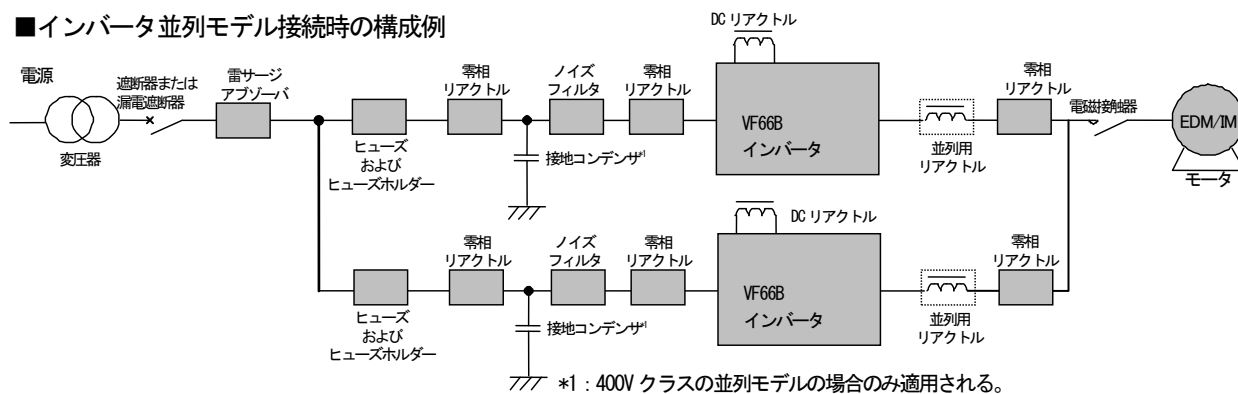 ■インバータ並列モデル接続時の構成例
電源
変圧器
遮断器または
漏電遮断器
雷サージ
アブゾーバ
ヒューズ
および
ヒューズホルダー
零相
リアクトル
接地コンデンサ*1
ノイズ
フィルタ
零相
リアクトル
DC リアクトル
VF66B
インバータ
並列用
リアクトル
零相
リアクトル
電磁接触器
EDM/IM
モータ
ヒューズ
および
ヒューズホルダー
零相
リアクトル
接地コンデンサ*1
ノイズ
フィルタ
零相
リアクトル
DC リアクトル
VF66B
インバータ
並列用
リアクトル
零相
リアクトル
*1：400V クラスの並列モデルの場合のみ適用される。